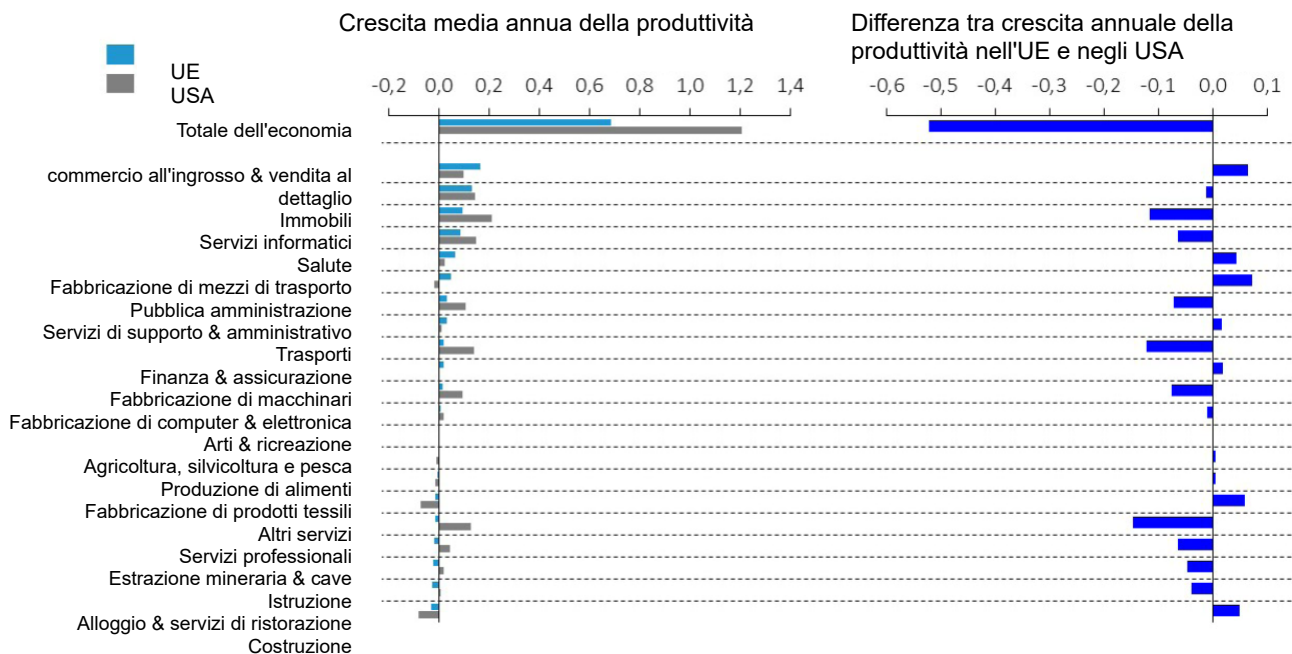 Crescita media annua della produttività
Differenza tra crescita annuale della
produttività nell'UE e negli USA
UE
USA
-0,2 0,0 0,2 0,4 0,6 0,8 1,0 1,2 1,4
-0,6 -0,5 -0,4 -0,3 -0,2 -0,1 0,0 0,1
Totale dell'economia
commercio all'ingrosso & vendita al
dettaglio
Immobili
Servizi informatici
Salute
Fabbricazione di mezzi di trasporto
Pubblica amministrazione
Servizi di supporto & amministrativo
Trasporti
Finanza & assicurazione
Fabbricazione di macchinari
Fabbricazione di computer & elettronica
Arti & ricreazione
Agricoltura, silvicoltura e pesca
Produzione di alimenti
Fabbricazione di prodotti tessili
Altri servizi
Servizi professionali
Estrazione mineraria & cave
Istruzione
Alloggio & servizi di ristorazione
Costruzione